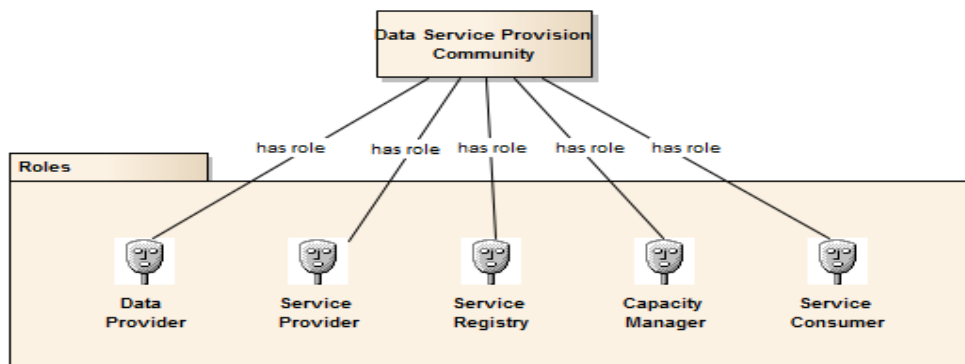 Data Service Provision
Community
has role
has role
has role
has role
has role
Roles
Data
Provider
Service
Provider
Service
Registry
Capacity
Manager
Service
Consumer